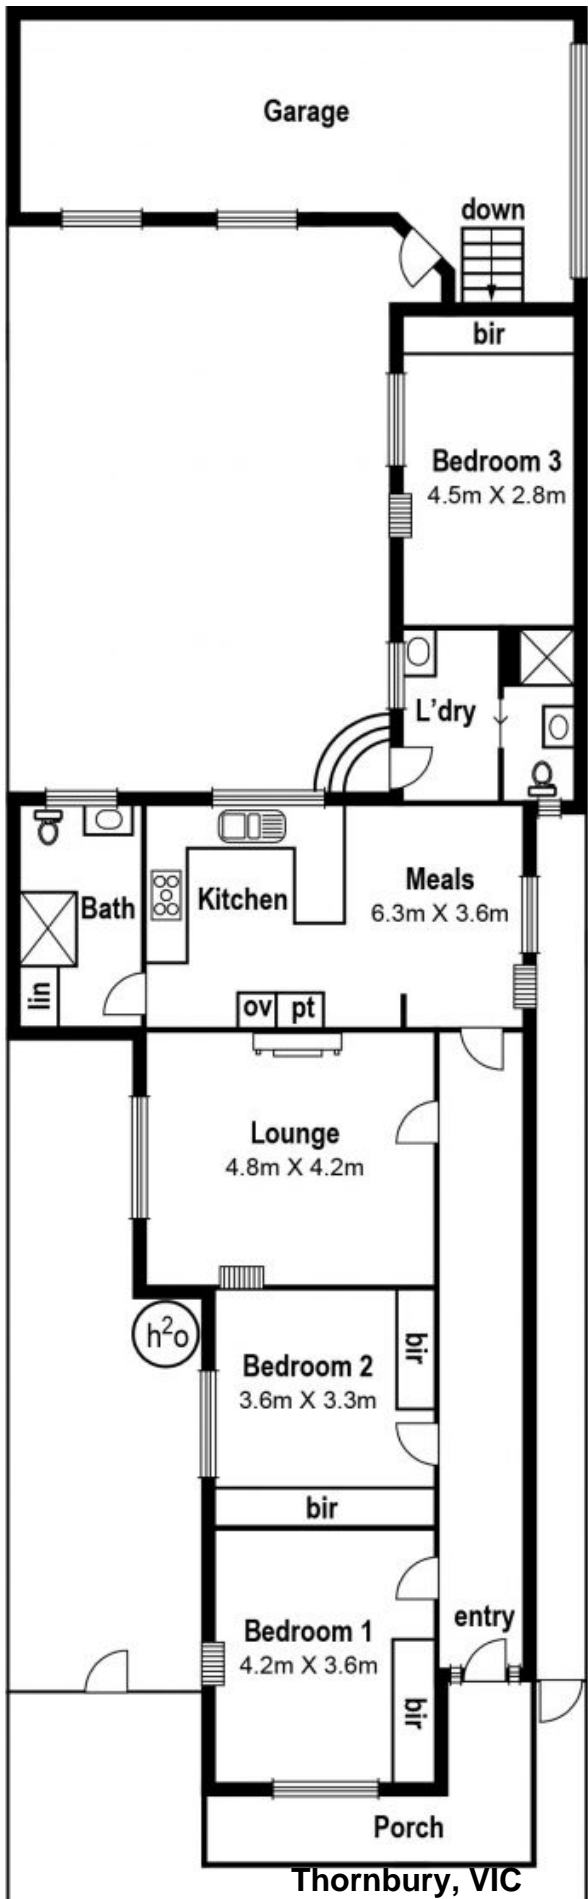 Garage
down
bir
Bedroom 3
4.5m X 2.8m
L'dry
Meals
6.3m X 3.6m
Kitchen
Bath
lin
ov
pt
Lounge
4.8m X 4.2m
h²o
Bedroom 2
3.6m X 3.3m
bir
bir
Bedroom 1
4.2m X 3.6m
entry
bir
Porch
Thornbury, VIC